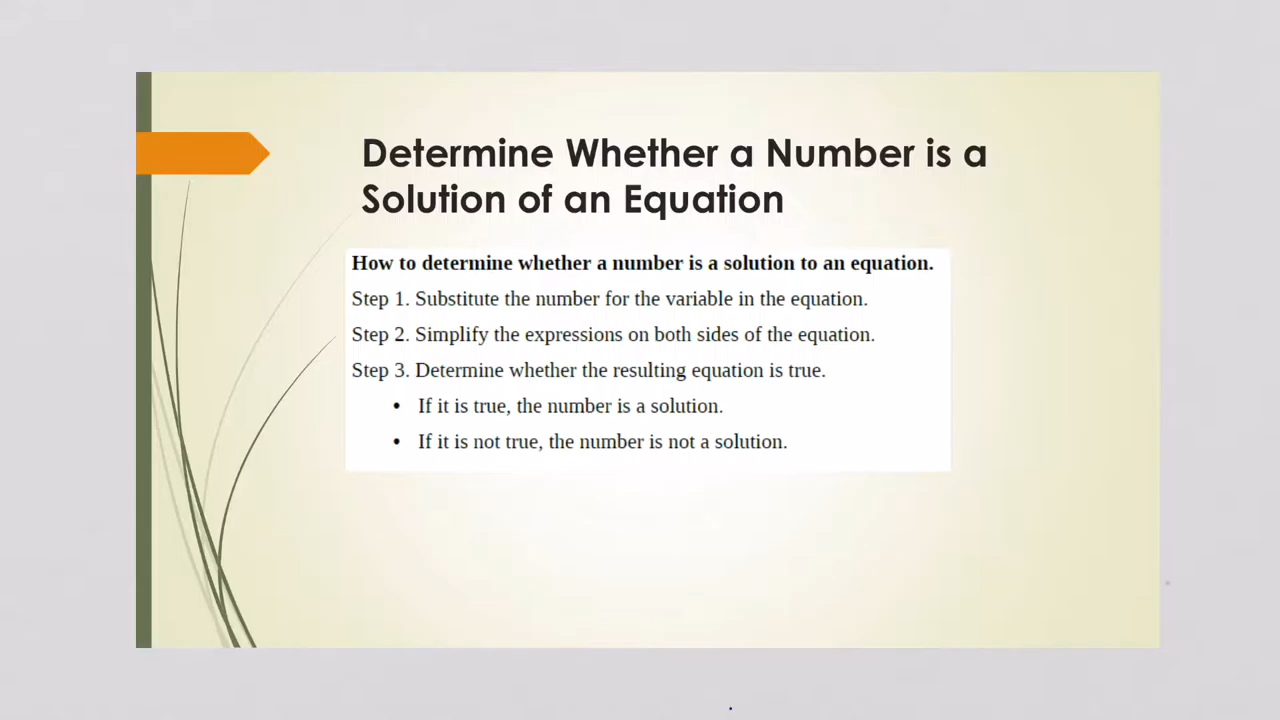 Determine Whether a Number is a
Solution of an Equation
How to determine whether a number is a solution to an equation.
Step 1. Substitute the number for the variable in the equation.
Step 2. Simplify the expressions on both sides of the equation.
Step 3. Determine whether the resulting equation is true.
• If it is true, the number is a solution.
• If it is not true, the number is not a solution.